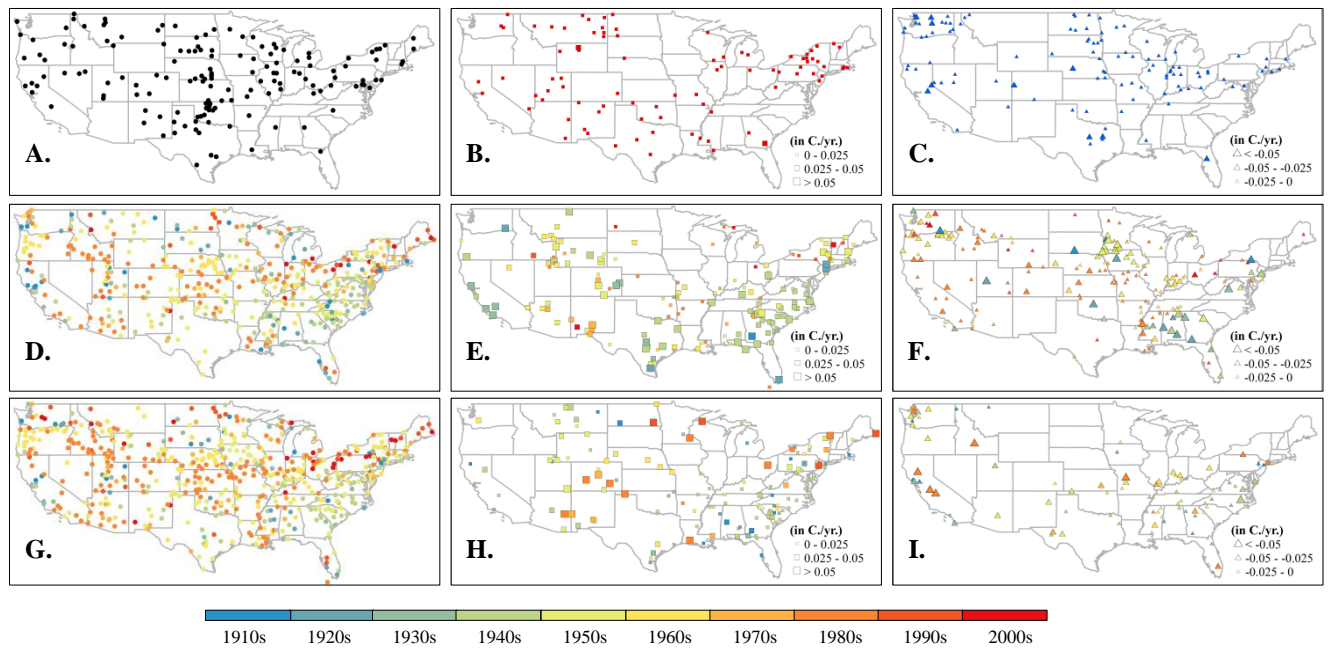 A.
B.
(in C./yr.)
0 - 0.025
0.025 - 0.05
> 0.05
C.
(in C./yr.)
< -0.05
-0.05 - -0.025
-0.025 - 0
D.
E.
(in C./yr.)
0 - 0.025
0.025 - 0.05
> 0.05
F.
(in C./yr.)
< -0.05
-0.05 - -0.025
-0.025 - 0
G.
H.
(in C./yr.)
0 - 0.025
0.025 - 0.05
> 0.05
I.
(in C./yr.)
< -0.05
-0.05 - -0.025
-0.025 - 0
1910s 1920s 1930s 1940s 1950s 1960s 1970s 1980s 1990s 2000s